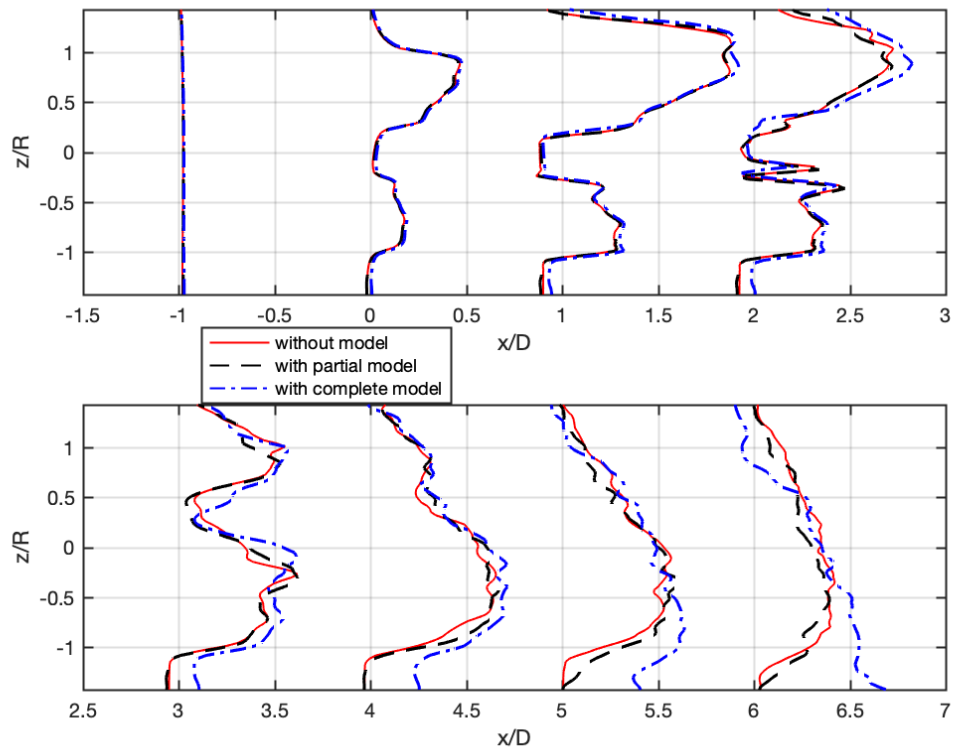 z/R
1
0.5
0
-0.5
-1
-1.5 -1 -0.5 0 0.5 1 1.5 2 2.5 3
x/D
without model
with partial model
with complete model
z/R
1
0.5
0
-0.5
-1
2.5 3 3.5 4 4.5 5 5.5 6 6.5 7
x/D